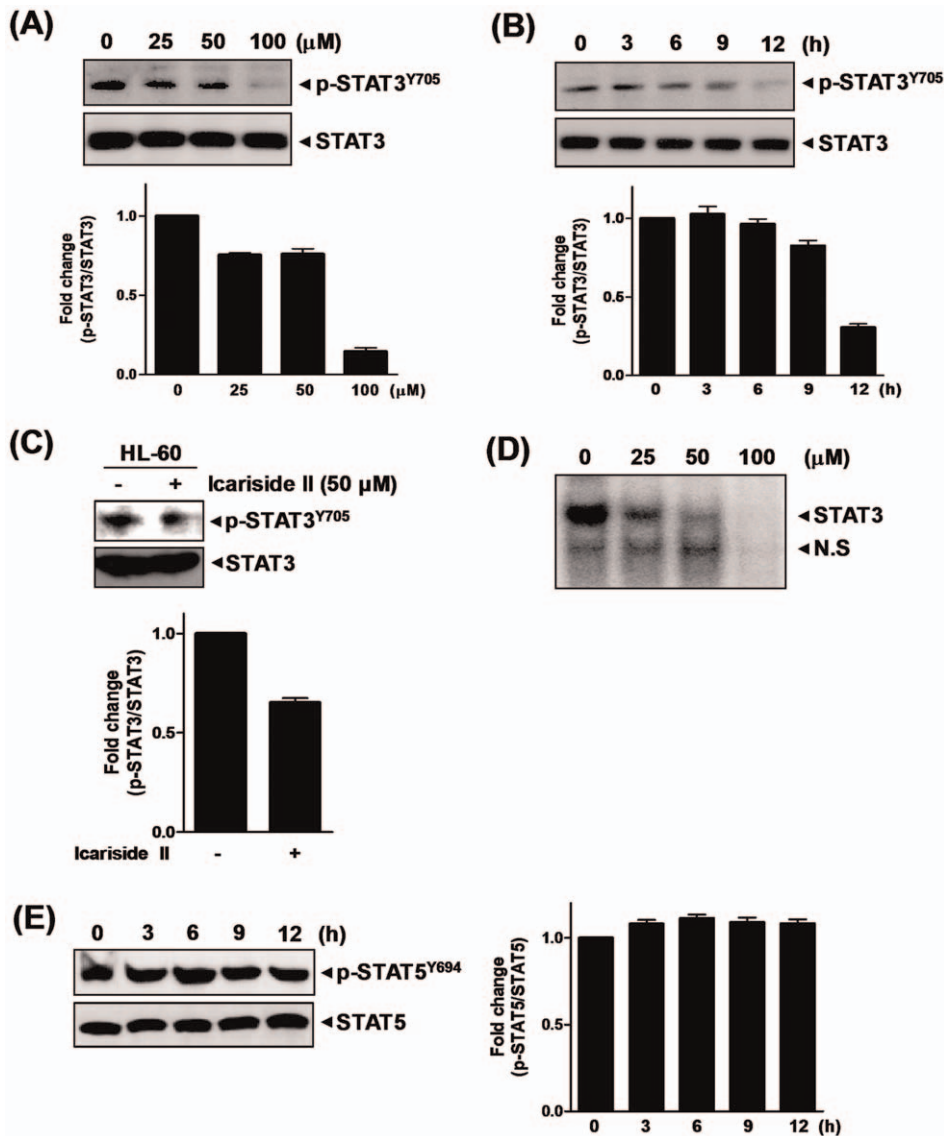 (A)
0 25 50 100 (μM)
◄p-STAT3Y705
◄STAT3
Fold change
(p-STAT3/STAT3)
1.0
0.5
0.0
0 25 50 100 (μM)
(B)
0 3 6 9 12 (h)
◄p-STAT3Y705
◄STAT3
Fold change
(p-STAT3/STAT3)
1.0
0.5
0.0
0 3 6 9 12 (h)
(C)
HL-60
- + Icariside II (50 μM)
◄p-STAT3Y705
◄STAT3
Fold change
(p-STAT3/STAT3)
1.0
0.5
0.0
Icariside II - +
(D)
0 25 50 100 (μM)
◄STAT3
◄N.S
(E)
0 3 6 9 12 (h)
◄p-STAT5Y694
◄STAT5
Fold change
(p-STAT5/STAT5)
1.0
0.5
0.0
0 3 6 9 12 (h)